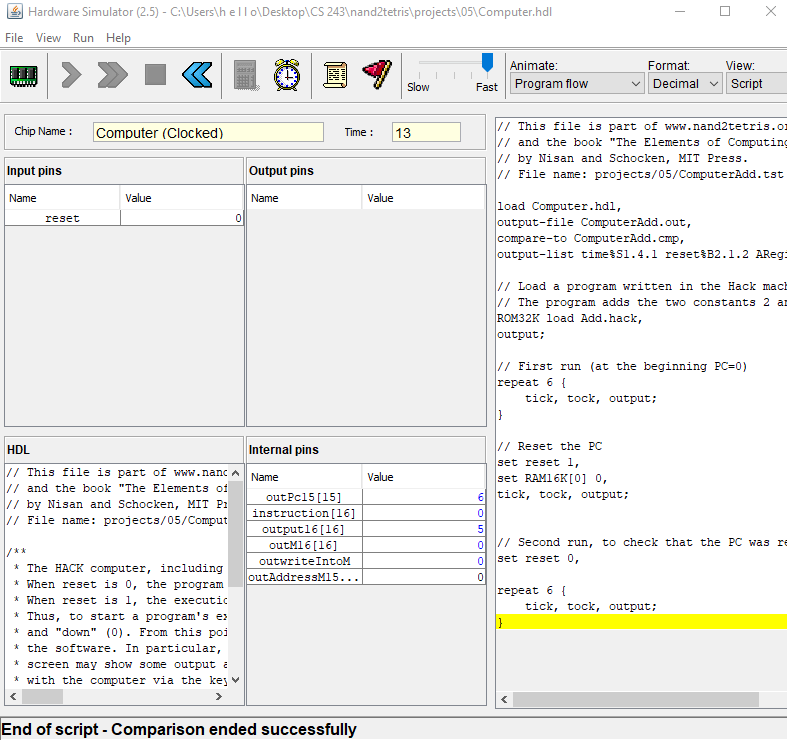 Hardware Simulator (2.5) - C:\Users\h e l l o\Desktop\CS 243\nand2tetris\projects\05\Computer.hdl
File View Run Help
Slow Fast
Animate: Format: View:
Program flow Decimal Script
Chip Name : Computer (Clocked) Time : 13
Input pins
Name Value
reset 0
Output pins
Name Value
HDL
// This file is part of www.nand
// and the book "The Elements of
// by Nisan and Schocken, MIT Pr
// File name: projects/05/Comput
/**
* The HACK computer, including
* When reset is 0, the program
* When reset is 1, the executio
* Thus, to start a program's ex
* and "down" (0). From this poi
* the software. In particular,
* screen may show some output a
* with the computer via the key
Internal pins
Name Value
outPc15[15] 6
instruction[16] 0
output16[16] 5
outM16[16] 0
outwriteIntoM 0
outAddressM15... 0
// This file is part of www.nand2tetris.or
// and the book "The Elements of Computing
// by Nisan and Schocken, MIT Press.
// File name: projects/05/ComputerAdd.tst
load Computer.hdl,
output-file ComputerAdd.out,
compare-to ComputerAdd.cmp,
output-list time%S1.4.1 reset%B2.1.2 ARegi
// Load a program written in the Hack mach
// The program adds the two constants 2 an
ROM32K load Add.hack,
output;
// First run (at the beginning PC=0)
repeat 6 {
tick, tock, output;
}
// Reset the PC
set reset 1,
set RAM16K[0] 0,
tick, tock, output;
// Second run, to check that the PC was re
set reset 0,
repeat 6 {
tick, tock, output;
}
End of script - Comparison ended successfully